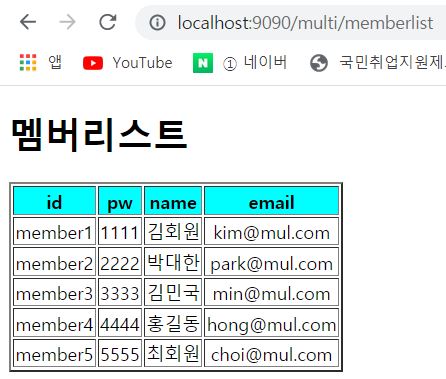 localhost:9090/multi/memberlist
앱 YouTube N ① 네이버 국민취업지원제
멤버리스트
id pw name email
member1 1111 김회원 kim@mul.com
member2 2222 박대한 park@mul.com
member3 3333 김민국 min@mul.com
member4 4444 홍길동 hong@mul.com
member5 5555 최회원 choi@mul.com